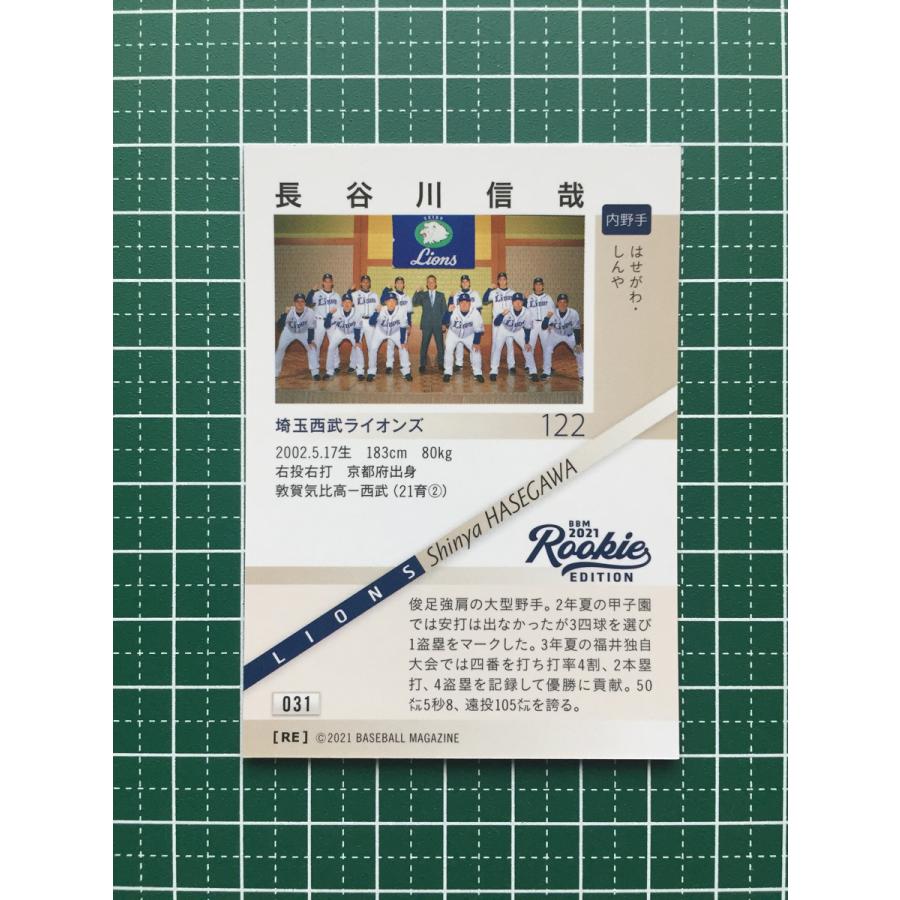 長谷川信哉
内野手
はせがわ・
しんや
SEIBU
Lions
埼玉西武ライオンズ
122
2002.5.17生 183cm 80kg
右投右打 京都府出身
敦賀気比高ー西武(21育②)
LIONS Shinya HASEGAWA
BBM
2021
Rookie
EDITION
俊足強肩の大型野手。2年夏の甲子園
では安打は出なかったが3四球を選び
1盗塁をマークした。3年夏の福井独自
大会では四番を打ち打率4割、2本塁
打、4盗塁を記録して優勝に貢献。50
㍍5秒8、遠投105㍍を誇る。
031
[RE] ©2021 BASEBALL MAGAZINE